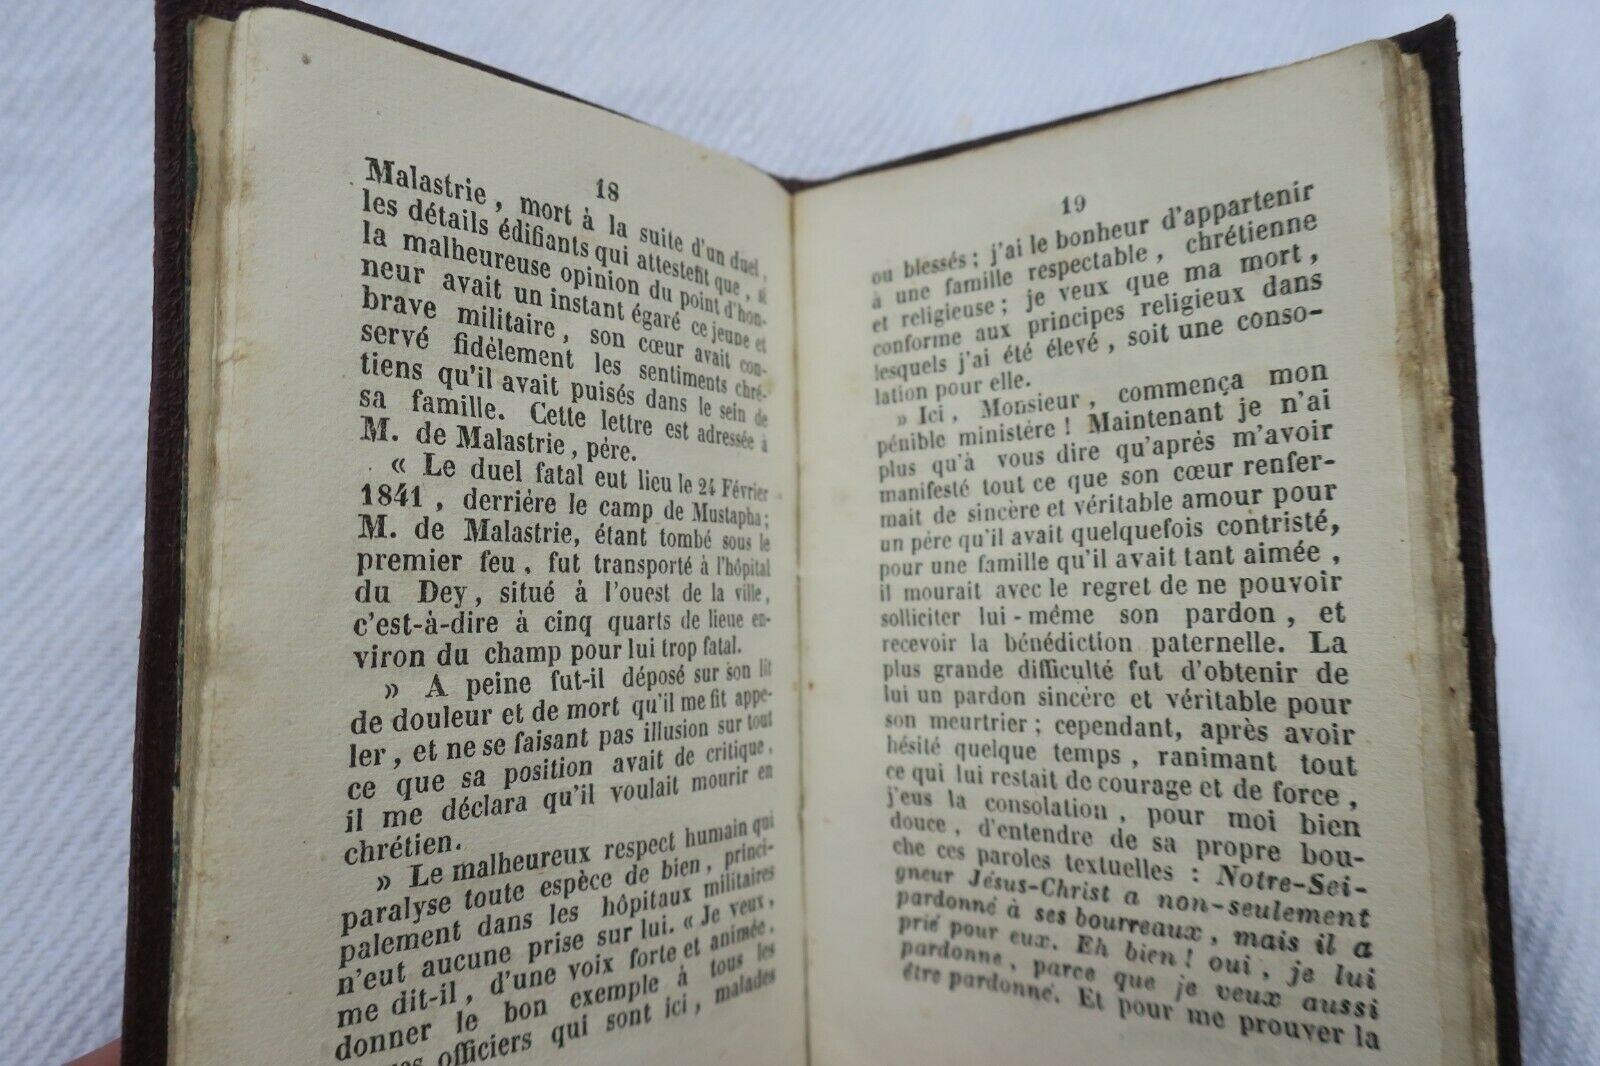 18
Malastrie, mort à la suite d'un duel,
les détails édifiants qui attestent que, si
la malheureuse opinion du point d'hon-
neur avait un instant égaré ce jeune et
brave militaire, son cœur avait con-
servé fidèlement les sentiments chré-
tiens qu'il avait puisés dans le sein de
sa famille. Cette lettre est adressée à
M. de Malastrie, père.
« Le duel fatal eut lieu le 24 Février
1841, derrière le camp de Mustapha;
M. de Malastrie, étant tombé sous le
premier feu, fut transporté à l'hôpital
du Dey, situé à l'ouest de la ville,
c'est-à-dire à cinq quarts de lieue en-
viron du champ pour lui trop fatal.
» A peine fut-il déposé sur son lit
de douleur et de mort qu'il me fit appe-
ler, et ne se faisant pas illusion sur tout
ce que sa position avait de critique,
il me déclara qu'il voulait mourir en
chrétien.
» Le malheureux respect humain qui
paralyse toute espèce de bien, princi-
palement dans les hôpitaux militaires
n'eut aucune prise sur lui. « Je veux,
me dit-il, d'une voix forte et animée,
donner le bon exemple à tous les
officiers qui sont ici, malades
19
ou blessés; j'ai le bonheur d'appartenir
à une famille respectable, chrétienne
et religieuse; je veux que ma mort,
conforme aux principes religieux dans
lesquels j'ai été élevé, soit une conso-
lation pour elle.
» Ici, Monsieur, commença mon
pénible ministère! Maintenant je n'ai
plus qu'à vous dire qu'après m'avoir
manifesté tout ce que son cœur renfer-
mait de sincère et véritable amour pour
un père qu'il avait quelquefois contristé,
pour une famille qu'il avait tant aimée,
il mourait avec le regret de ne pouvoir
solliciter lui-même son pardon, et
recevoir la bénédiction paternelle. La
plus grande difficulté fut d'obtenir de
lui un pardon sincère et véritable pour
son meurtrier; cependant, après avoir
hésité quelque temps, ranimant tout
ce qui lui restait de courage et de force,
j'eus la consolation, pour moi bien
douce, d'entendre de sa propre bou-
che ces paroles textuelles : Notre-Sei-
gneur Jésus-Christ a non-seulement
pardonné à ses bourreaux, mais il a
prié pour eux. Eh bien! oui, je lui
pardonne, parce que je veux aussi
être pardonné. Et pour me prouver la